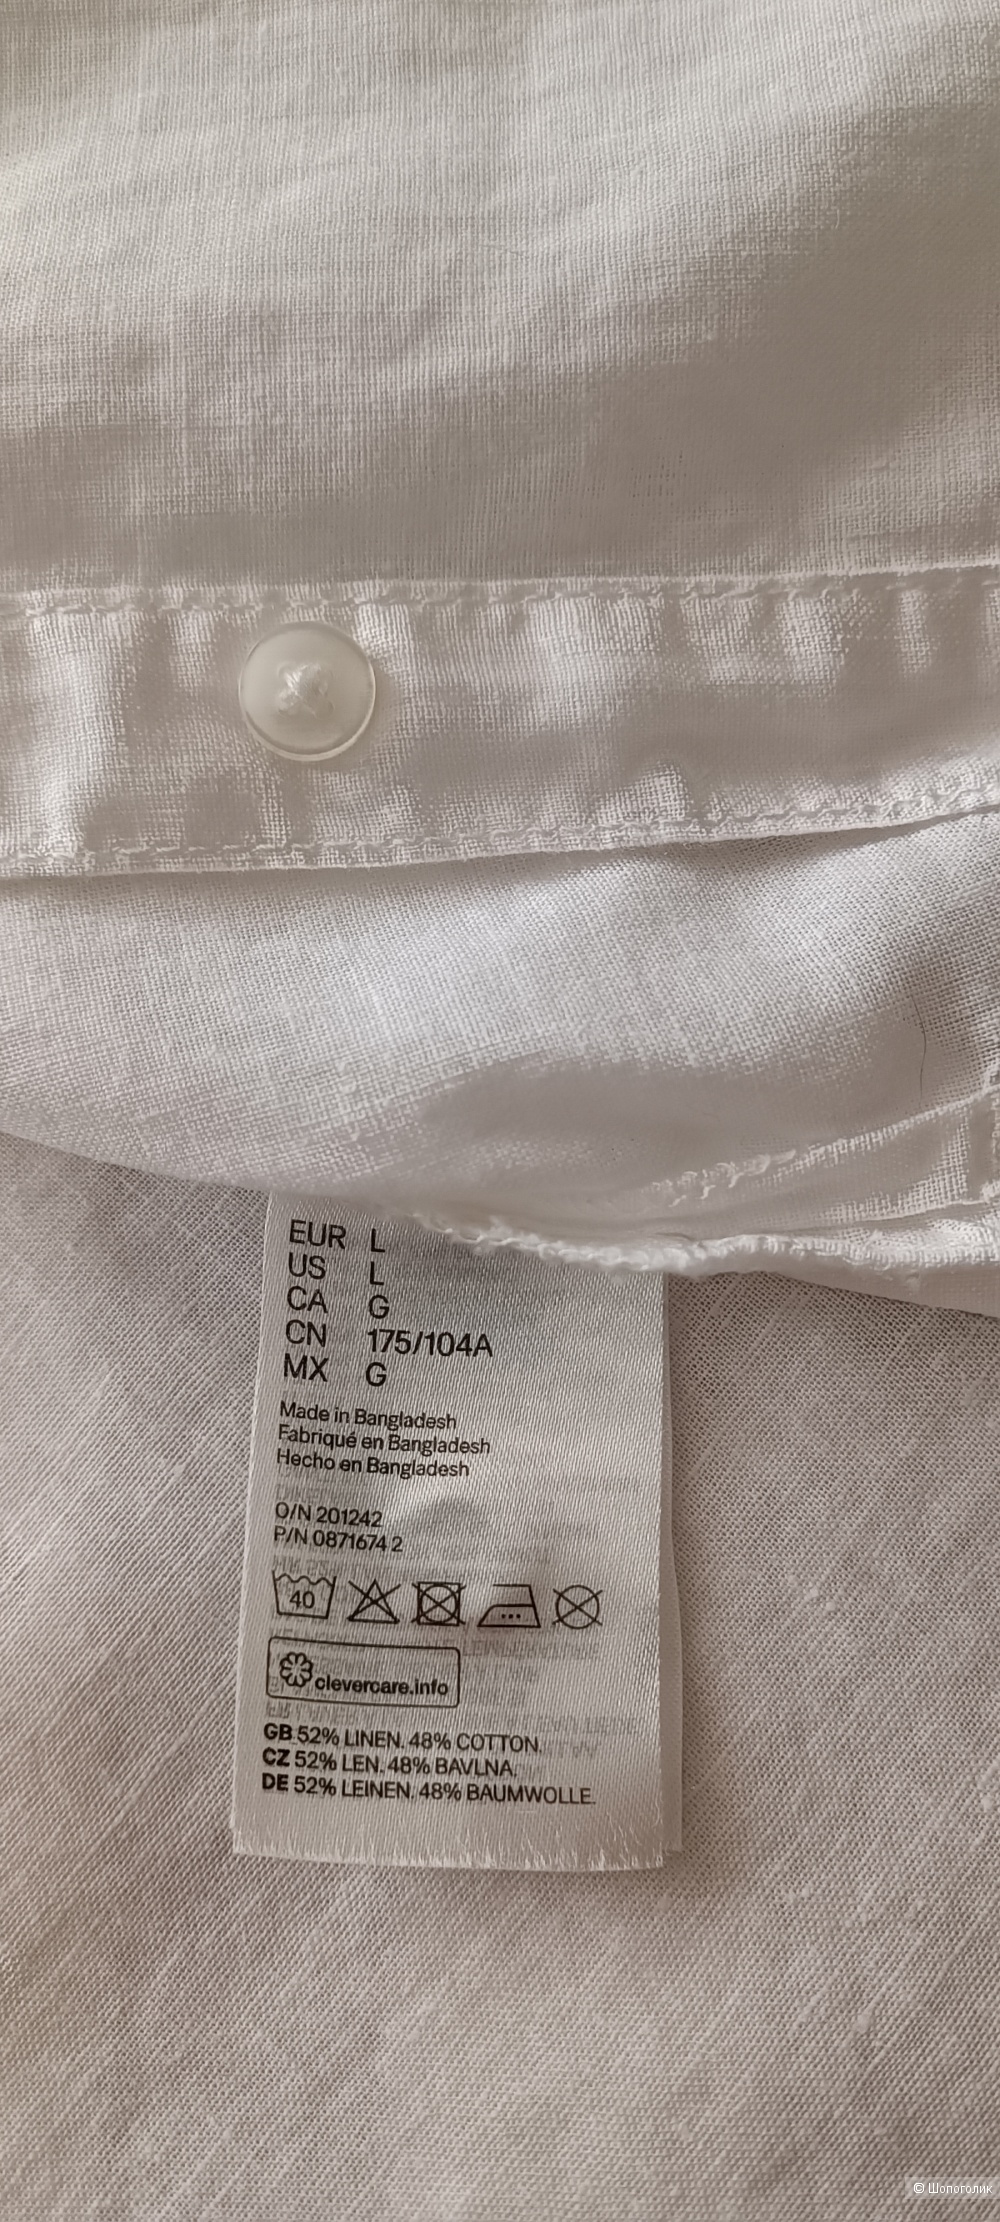 EUR L
US L
CA G
CN 175/104A
MX G
Made in Bangladesh
Fabriqué en Bangladesh
Hecho en Bangladesh
O/N 201242
P/N 0871674 2
40
clevercare.info
GB 52% LINEN. 48% COTTON.
CZ 52% LEN. 48% BAVLNA.
DE 52% LEINEN. 48% BAUMWOLLE.
© Шопоголик